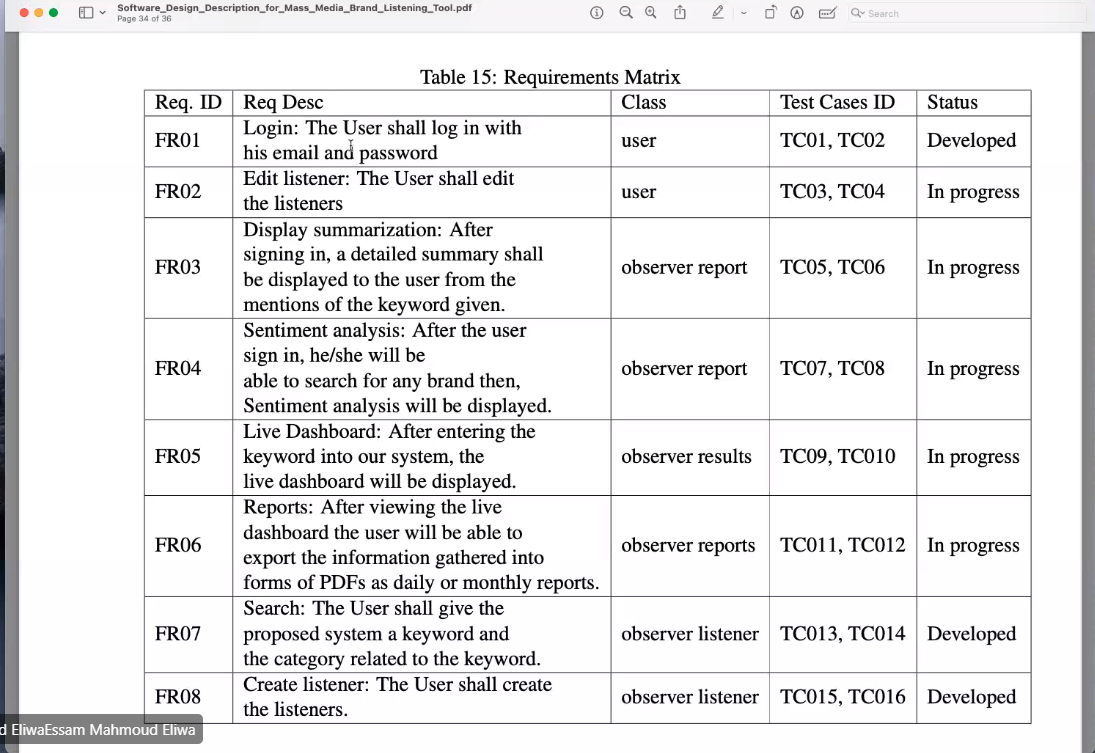 Software_Design_Description_for_Mass_Media_Brand_Listening_Tool.pdf
Page 34 of 36
Search
Table 15: Requirements Matrix
Req. ID Req Desc Class Test Cases ID Status
FR01 Login: The User shall log in with
his email and password user TC01, TC02 Developed
FR02 Edit listener: The User shall edit
the listeners user TC03, TC04 In progress
FR03 Display summarization: After
signing in, a detailed summary shall
be displayed to the user from the
mentions of the keyword given. observer report TC05, TC06 In progress
FR04 Sentiment analysis: After the user
sign in, he/she will be
able to search for any brand then,
Sentiment analysis will be displayed. observer report TC07, TC08 In progress
FR05 Live Dashboard: After entering the
keyword into our system, the
live dashboard will be displayed. observer results TC09, TC010 In progress
FR06 Reports: After viewing the live
dashboard the user will be able to
export the information gathered into
forms of PDFs as daily or monthly reports. observer reports TC011, TC012 In progress
FR07 Search: The User shall give the
proposed system a keyword and
the category related to the keyword. observer listener TC013, TC014 Developed
FR08 Create listener: The User shall create
the listeners. observer listener TC015, TC016 Developed
d EliwaEssam Mahmoud Eliwa